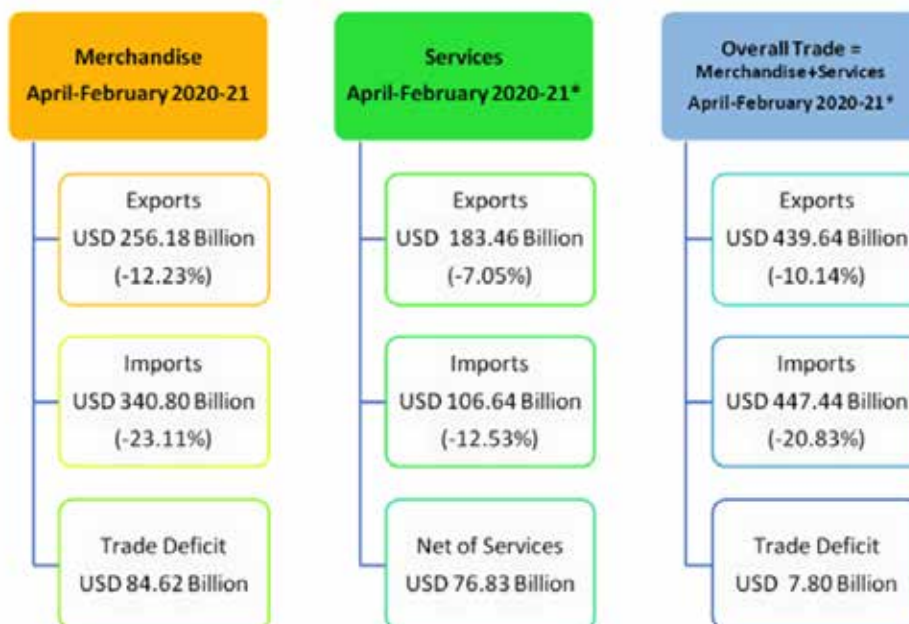 Merchandise
April-February 2020-21
Exports
USD 256.18 Billion
(-12.23%)
Imports
USD 340.80 Billion
(-23.11%)
Trade Deficit
USD 84.62 Billion
Services
April-February 2020-21*
Exports
USD 183.46 Billion
(-7.05%)
Imports
USD 106.64 Billion
(-12.53%)
Net of Services
USD 76.83 Billion
Overall Trade =
Merchandise+Services
April-February 2020-21*
Exports
USD 439.64 Billion
(-10.14%)
Imports
USD 447.44 Billion
(-20.83%)
Trade Deficit
USD 7.80 Billion